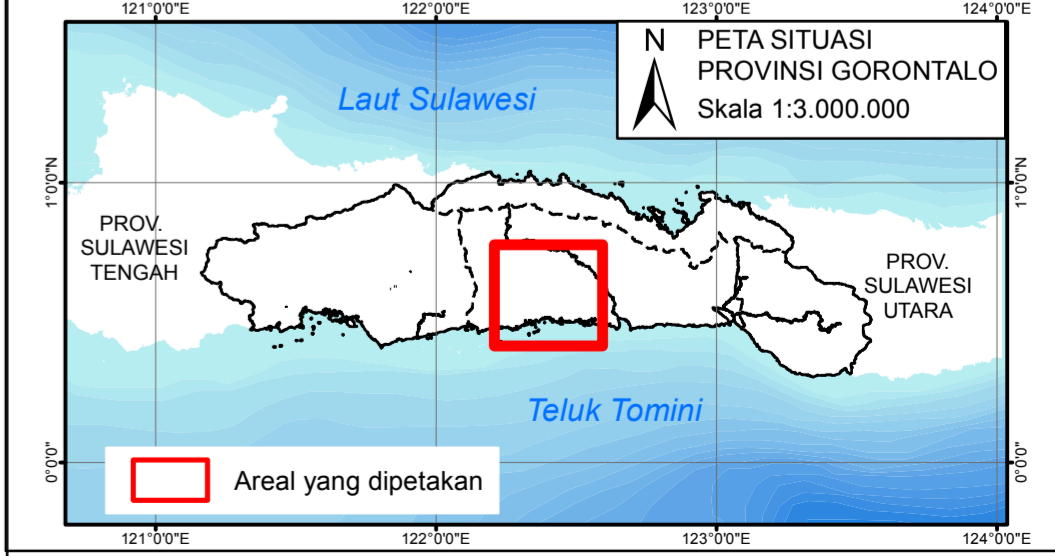 121°0'0"E 122°0'0"E 123°0'0"E 124°0'0"E
N
PETA SITUASI
PROVINSI GORONTALO
Skala 1:3.000.000
Laut Sulawesi
1°0'0"N
1°0'0"N
PROV.
SULAWESI
TENGAH
PROV.
SULAWESI
UTARA
Teluk Tomini
0°0'0"
0°0'0"
Areal yang dipetakan
121°0'0"E 122°0'0"E 123°0'0"E 124°0'0"E